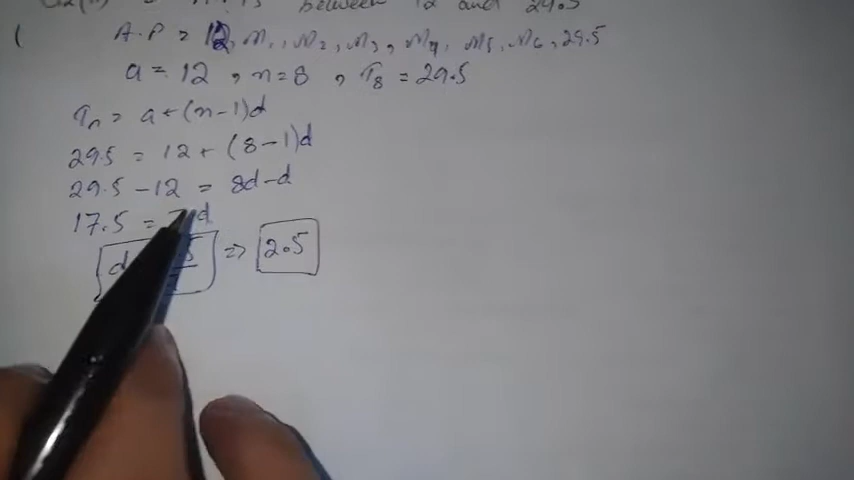 between 12 and 29.5
A.P = 12, M1, M2, M3, M4, M5, M6, 29.5
a = 12, n = 8, T8 = 29.5
Tn = a + (n-1)d
29.5 = 12 + (8-1)d
29.5 - 12 = 8d - d
17.5 = 7d
d => 2.5